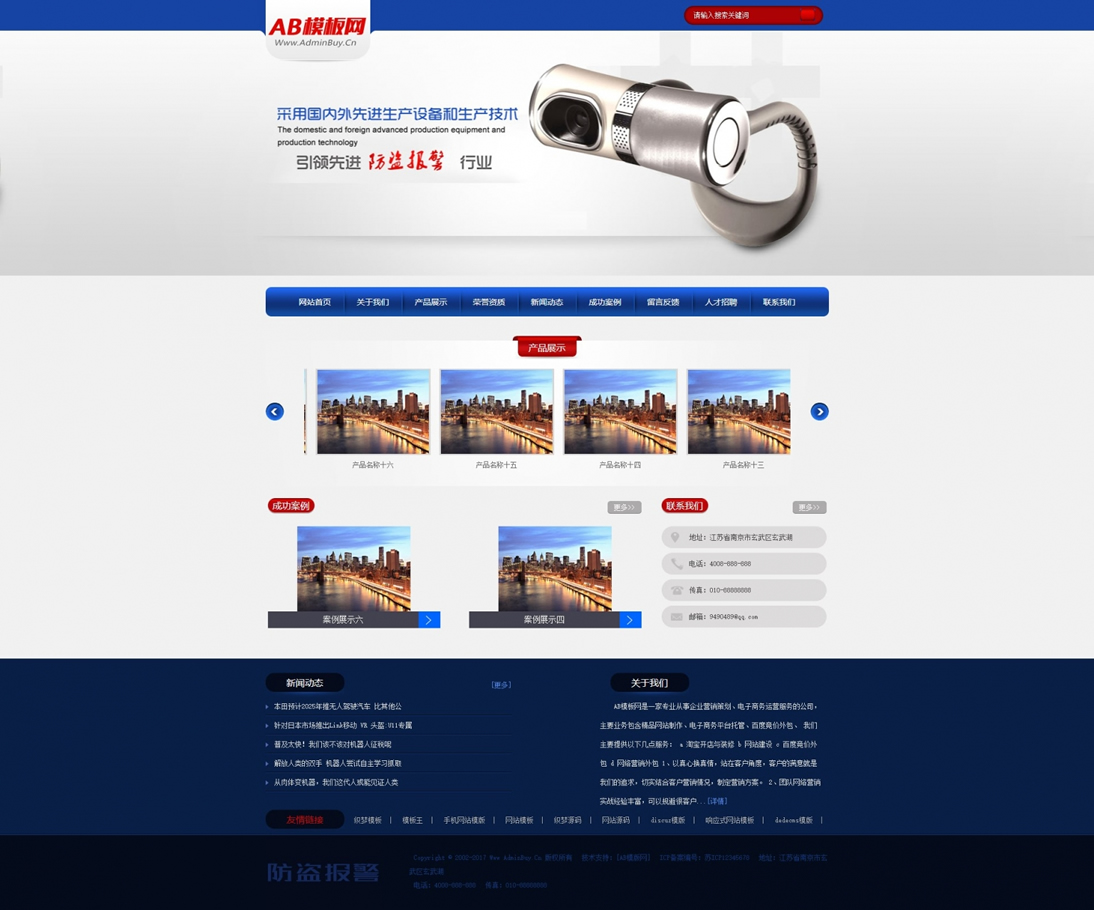 AB模板网
Www.AdminBuy.Cn
请输入搜索关键词
采用国内外先进生产设备和生产技术
The domestic and foreign advanced production equipment and
production technology
引领先进 防盗报警 行业
网站首页 关于我们 产品展示 荣誉资质 新闻动态 成功案例 留言反馈 人才招聘 联系我们
产品展示
产品名称十六 产品名称十五 产品名称十四 产品名称十三
成功案例 更多>>
案例展示六 案例展示四
联系我们 更多>>
地址：江苏省南京市玄武区玄武湖
电话：4008-888-888
传真：010-88888888
邮箱：9490489@qq.com
新闻动态 [更多]
本田预计2025年推无人驾驶汽车 比其他公
针对日本市场推出Link移动 VR 头盔:U11专属
普及太快！我们该不该对机器人征税呢
解放人类的双手 机器人尝试自主学习抓取
从肉体变机器，我们这代人或能见证人类
关于我们
AB模板网是一家专业从事企业营销策划、电子商务运营服务的公司，
主要业务包含精品网站制作、电子商务平台托管、百度竞价外包、 我们
主要提供以下几点服务： a 淘宝开店与装修 b 网站建设 c 百度竞价外
包 d 网络营销外包 1、以真心换真情，站在客户角度，客户的满意就是
我们的追求，切实结合客户营销情况，制定营销方案。 2、团队网络营销
实战经验丰富，可以规避很客户...[详情]
友情链接 织梦模板 | 模板王 | 手机网站模版 | 网站模板 | 织梦源码 | 网站源码 | discuz模版 | 响应式网站模板 | dedecms模版 |
防盗报警
Copyright © 2002-2017 Www.AdminBuy.Cn 版权所有 技术支持：[AB模板网] ICP备案编号：苏ICP12345678 地址：江苏省南京市玄
武区玄武湖
电话：4008-888-888 传真：010-88888888